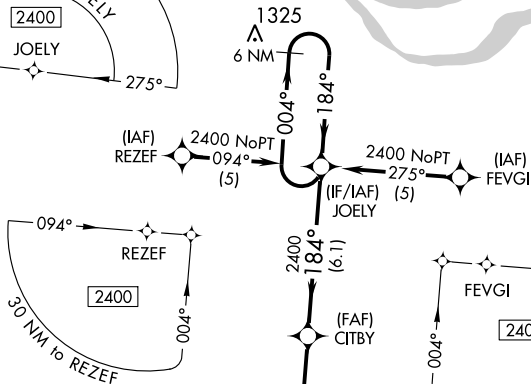 2400
JOELY
275°
1325
6 NM
004°
184°
(IAF)
REZEF
2400 NoPT
094°
(5)
2400 NoPT
275°
(5)
(IAF)
FEVGI
(IF/IAF)
JOELY
2400
184°
(6.1)
094°
REZEF
2400
004°
30 NM to REZEF
(FAF)
CITBY
FEVGI
004°